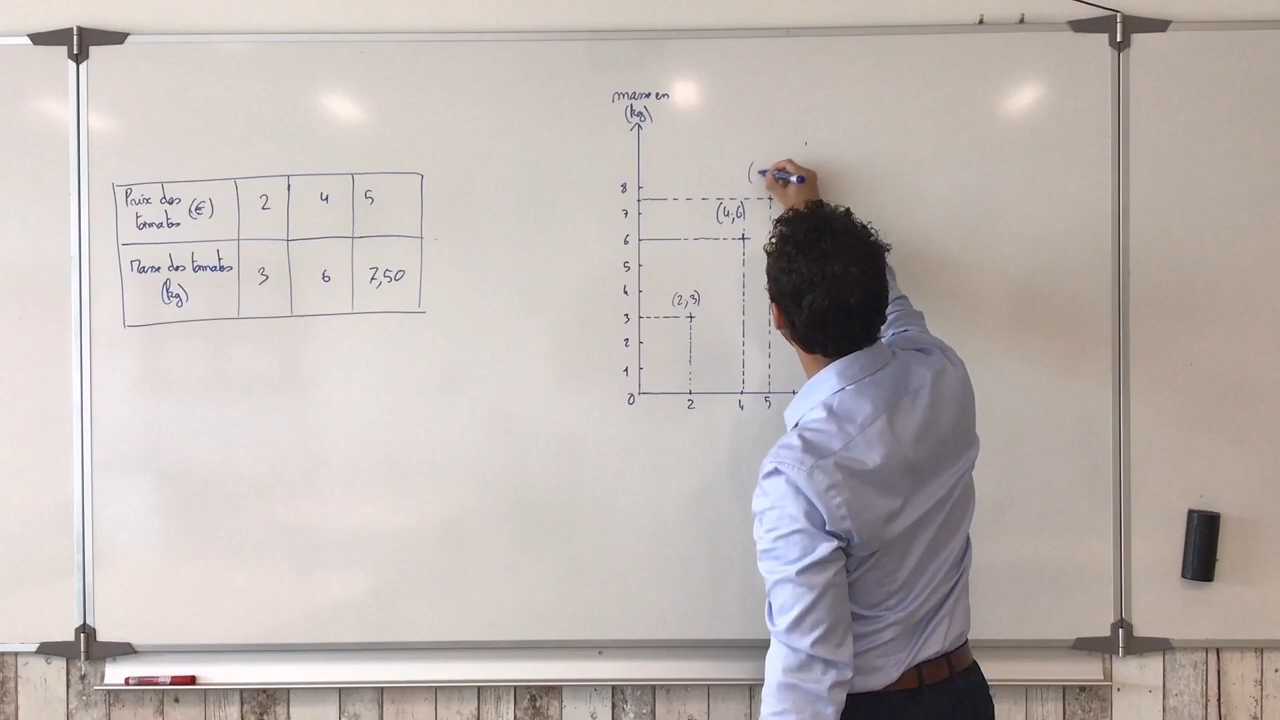 Prix des
tomates (€) 2 4 5
Masse des tomates
(kg) 3 6 7,50
masse en
(kg)
8
7
6
5
4
3
2
1
0 2 4 5
(2,3)
(4,6)
(